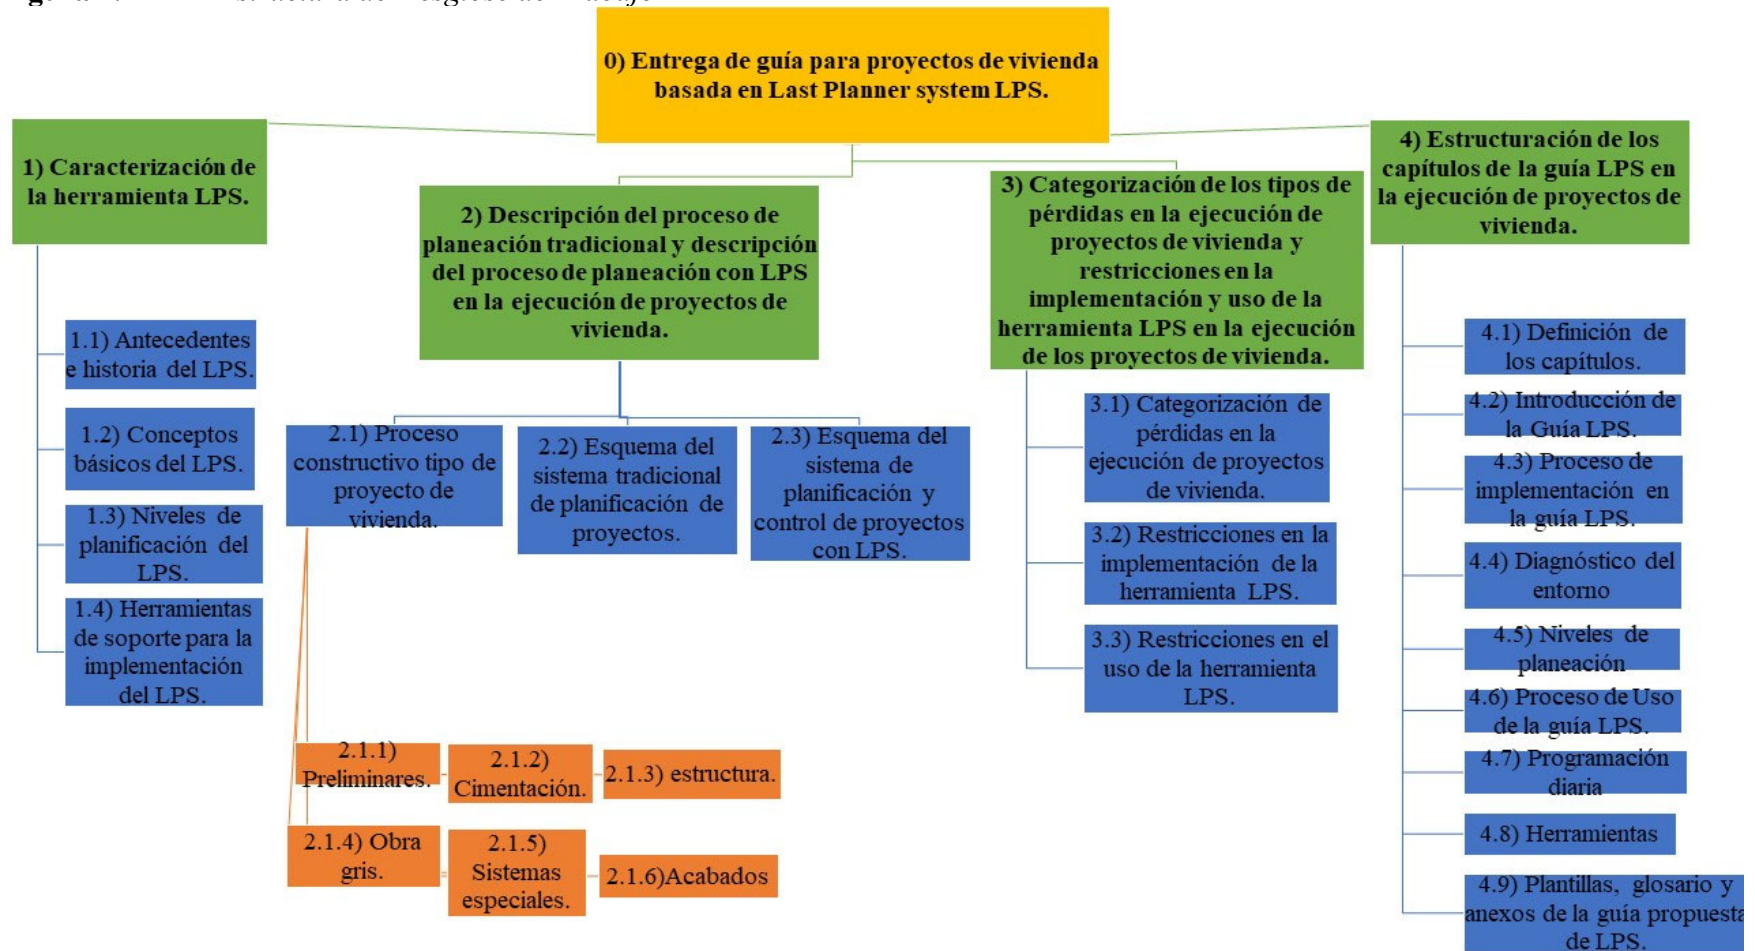 0) Entrega de guía para proyectos de vivienda
basada en Last Planner system LPS.
1) Caracterización de
la herramienta LPS.
1.1) Antecedentes
e historia del LPS.
1.2) Conceptos
básicos del LPS.
1.3) Niveles de
planificación del
LPS.
1.4) Herramientas
de soporte para la
implementación
del LPS.
2) Descripción del proceso de
planeación tradicional y descripción
del proceso de planeación con LPS
en la ejecución de proyectos de
vivienda.
2.1) Proceso
constructivo tipo de
proyecto de
vivienda.
2.2) Esquema del
sistema tradicional
de planificación de
proyectos.
2.3) Esquema del
sistema de
planificación y
control de proyectos
con LPS.
2.1.1)
Preliminares.
2.1.2)
Cimentación.
2.1.3) estructura.
2.1.4) Obra
gris.
2.1.5)
Sistemas
especiales.
2.1.6)Acabados
3) Categorización de los tipos de
pérdidas en la ejecución de
proyectos de vivienda y
restricciones en la
implementación y uso de la
herramienta LPS en la ejecución
de los proyectos de vivienda.
3.1) Categorización de
pérdidas en la
ejecución de proyectos
de vivienda.
3.2) Restricciones en la
implementación de la
herramienta LPS.
3.3) Restricciones en el
uso de la herramienta
LPS.
4) Estructuración de los
capítulos de la guía LPS en
la ejecución de proyectos de
vivienda.
4.1) Definición de
los capítulos.
4.2) Introducción de
la Guía LPS.
4.3) Proceso de
implementación en
la guía LPS.
4.4) Diagnóstico del
entorno
4.5) Niveles de
planeación
4.6) Proceso de Uso
de la guía LPS.
4.7) Programación
diaria
4.8) Herramientas
4.9) Plantillas, glosario y
anexos de la guía propuesta
de LPS.